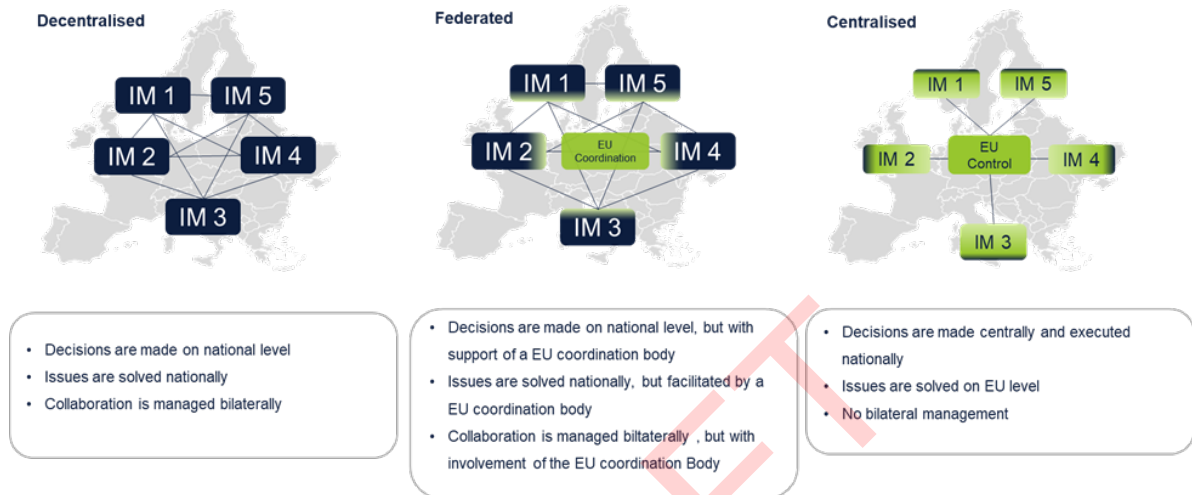 Decentralised
IM 1
IM 5
IM 2
IM 4
IM 3
• Decisions are made on national level
• Issues are solved nationally
• Collaboration is managed bilaterally
Federated
IM 1
IM 5
IM 2
EU
Coordination
IM 4
IM 3
• Decisions are made on national level, but with
support of a EU coordination body
• Issues are solved nationally, but facilitated by a
EU coordination body
• Collaboration is managed biltaterally , but with
involvement of the EU coordination Body
Centralised
IM 1
IM 5
IM 2
EU
Control
IM 4
IM 3
• Decisions are made centrally and executed
nationally
• Issues are solved on EU level
• No bilateral management
ET